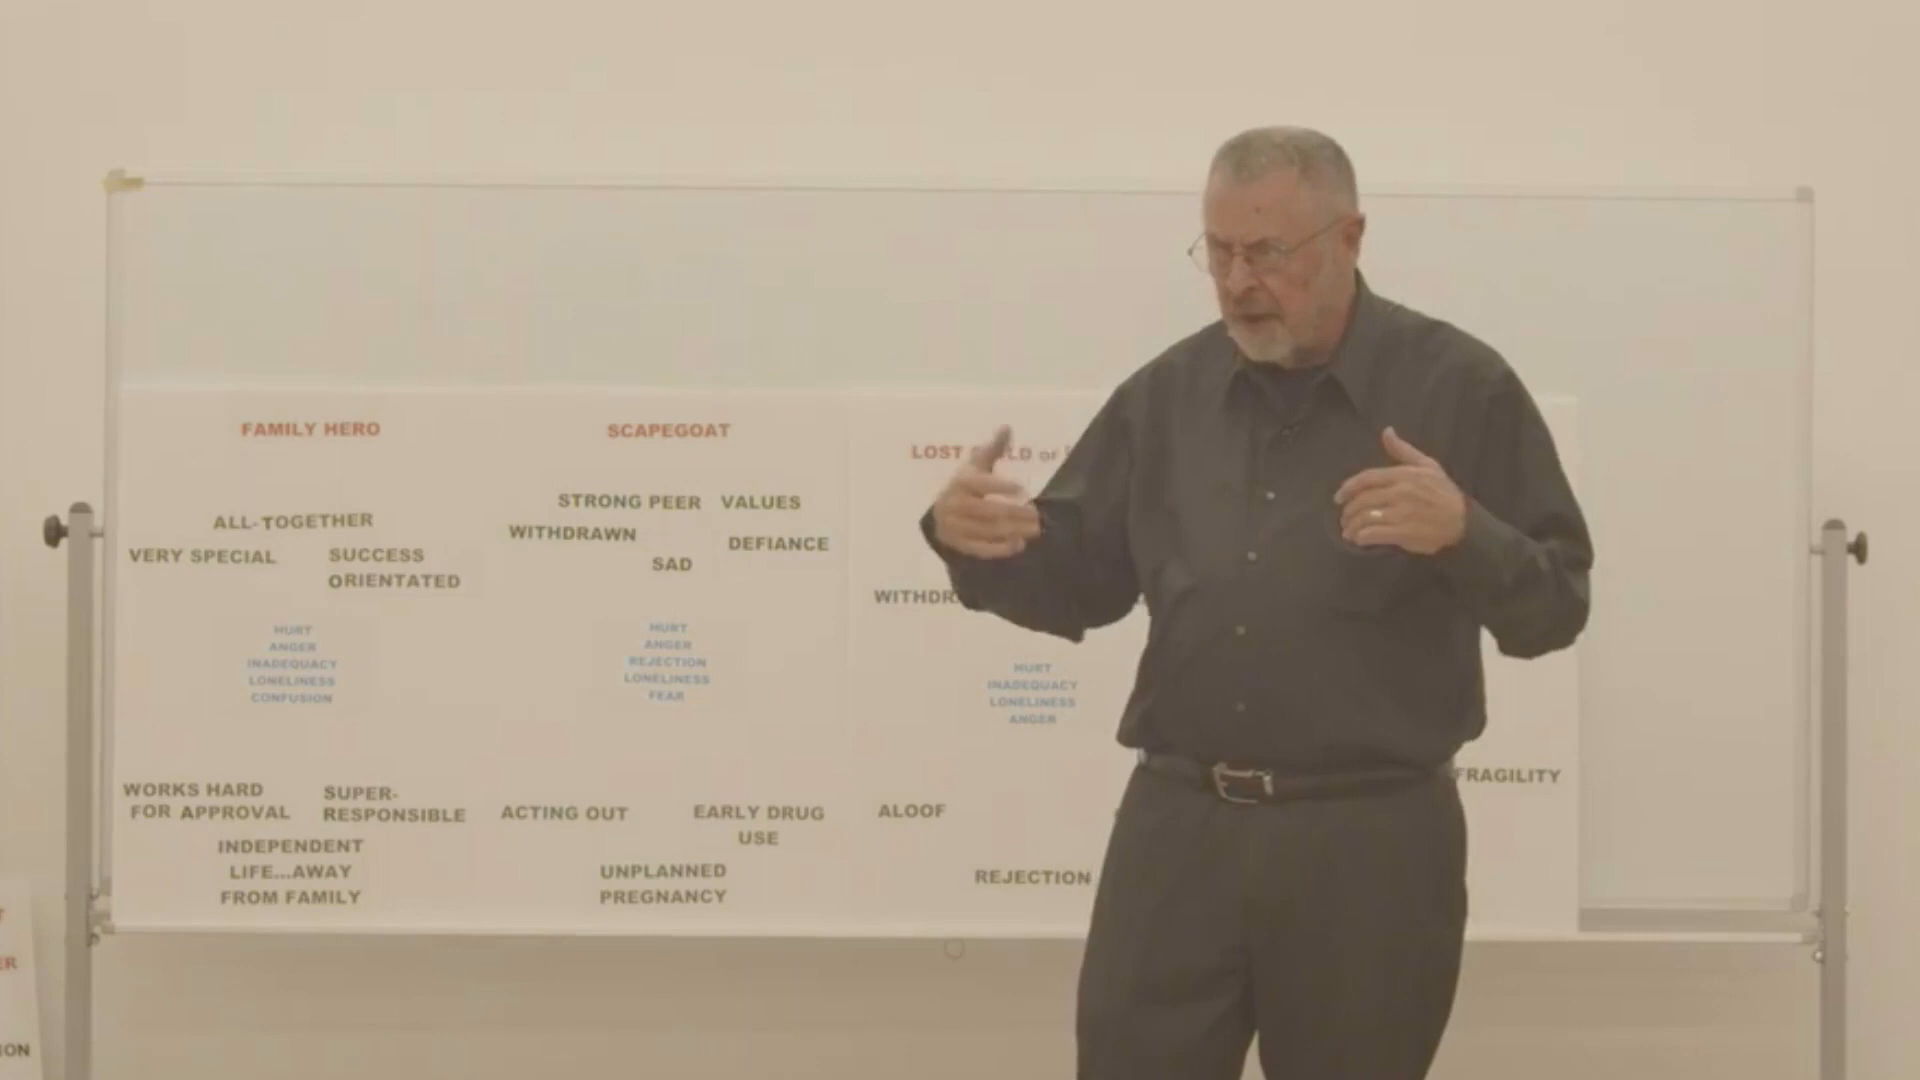 FAMILY HERO
ALL-TOGETHER
VERY SPECIAL
SUCCESS
ORIENTATED
HURT
ANGER
INADEQUACY
LONELINESS
CONFUSION
WORKS HARD
FOR APPROVAL
SUPER-
RESPONSIBLE
INDEPENDENT
LIFE...AWAY
FROM FAMILY
SCAPEGOAT
STRONG PEER VALUES
WITHDRAWN
DEFIANCE
SAD
HURT
ANGER
REJECTION
LONELINESS
FEAR
ACTING OUT
EARLY DRUG
USE
UNPLANNED
PREGNANCY
LOST or
HURT
INADEQUACY
LONELINESS
ANGER
ALOOF
REJECTION
FRAGILITY